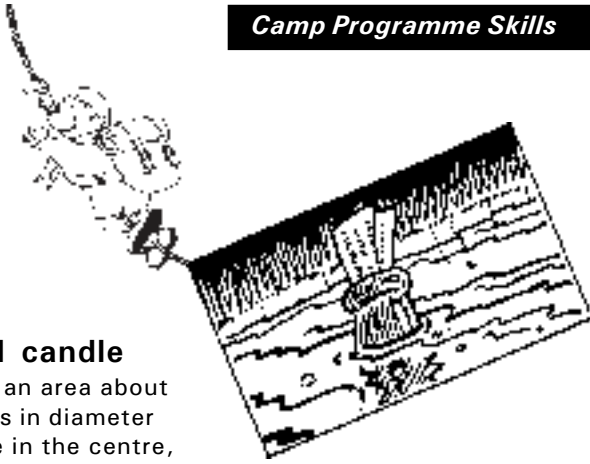 Camp Programme Skills
candle
an area about
s in diameter
e in the centre,